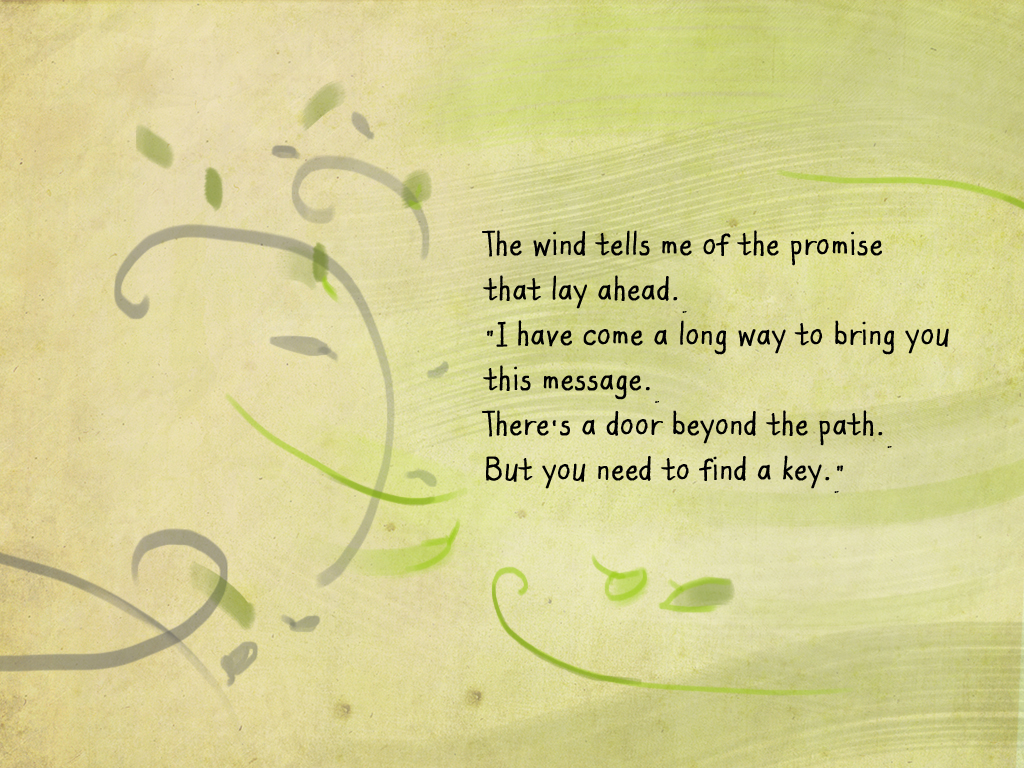 The wind tells me of the promise
that lay ahead.
"I have come a long way to bring you
this message.
There's a door beyond the path.
But you need to find a key."